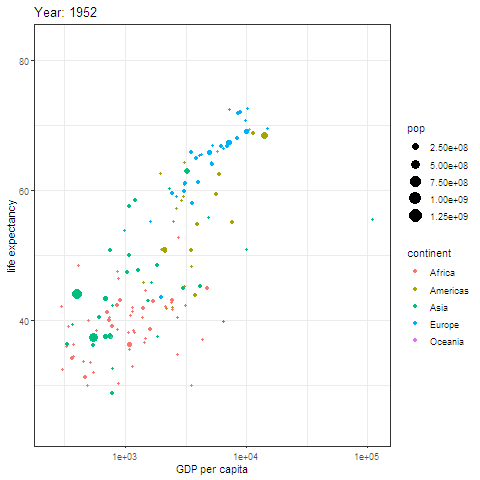 Year: 1952
80
60
40
life expectancy
1e+03
1e+04
1e+05
GDP per capita
pop
2.50e+08
5.00e+08
7.50e+08
1.00e+09
1.25e+09
continent
Africa
Americas
Asia
Europe
Oceania